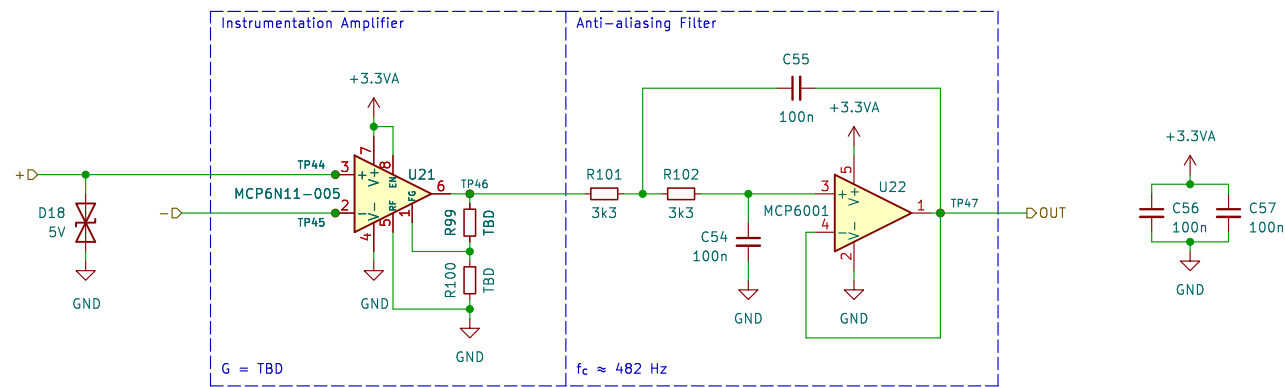 Instrumentation Amplifier
Anti-aliasing Filter
C55
100n
+3.3VA
+3.3VA
+3.3VA
7
8
5
+
TP44
3
+
V+
EN
U21
6
TP46
R101
3k3
R102
3k3
3
+
V+
U22
1
TP47
OUT
MCP6N11-005
MCP6001
-
TP45
2
-
V-
RF
FG
4
5
1
4
-
V-
2
D18
5V
R99
TBD
R100
TBD
C54
100n
C56
100n
C57
100n
GND
GND
GND
GND
GND
GND
G = TBD
fc ≈ 482 Hz